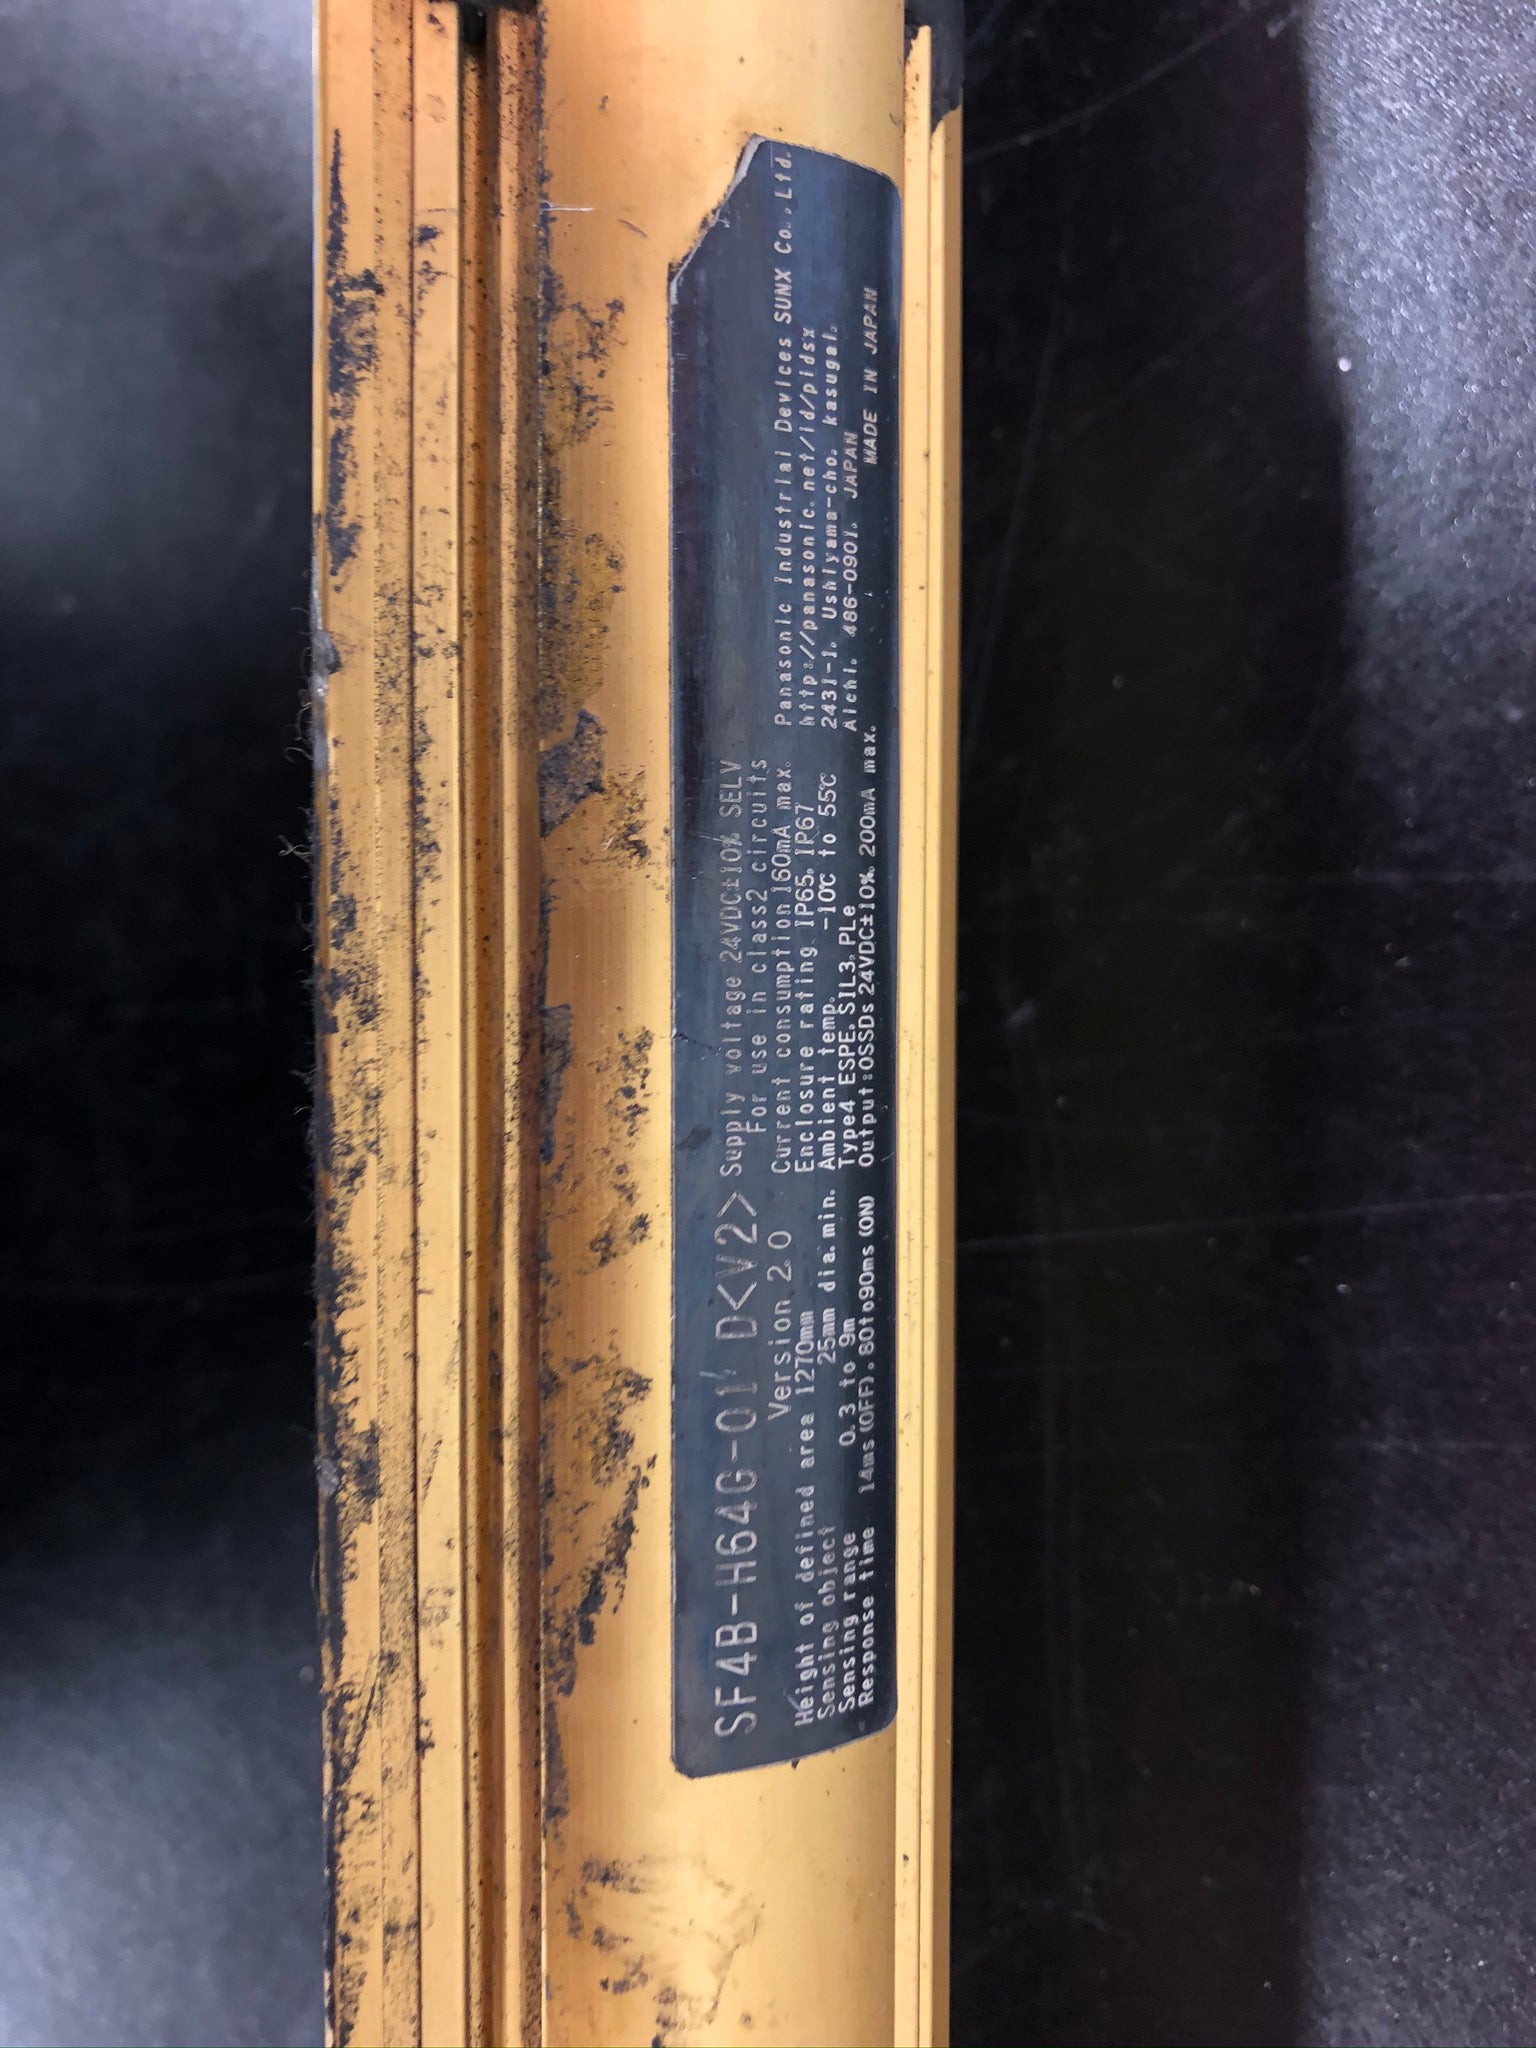 SF4B-H64G-01 D<V2>
Version 2.0
Height of defined area 1270mm
Sensing object 25mm dia. min.
Sensing range 0.3 to 9m
Response time 14ms (OFF), 80to90ms (ON)
Supply voltage 24VDC±10% SELV
For use in class2 circuits
Current consumption 160mA max.
Enclosure rating IP65, IP67
Ambient temp. -10℃ to 55℃
Type4 ESPE, SIL3, PLe
Output:OSSDs 24VDC±10%, 200mA max.
Panasonic Industrial Devices SUNX Co., Ltd.
http://panasonic.net/id/pidsx
2431-1, Ushiyama-cho, kasugai,
Aichi, 486-0901, JAPAN
MADE IN JAPAN